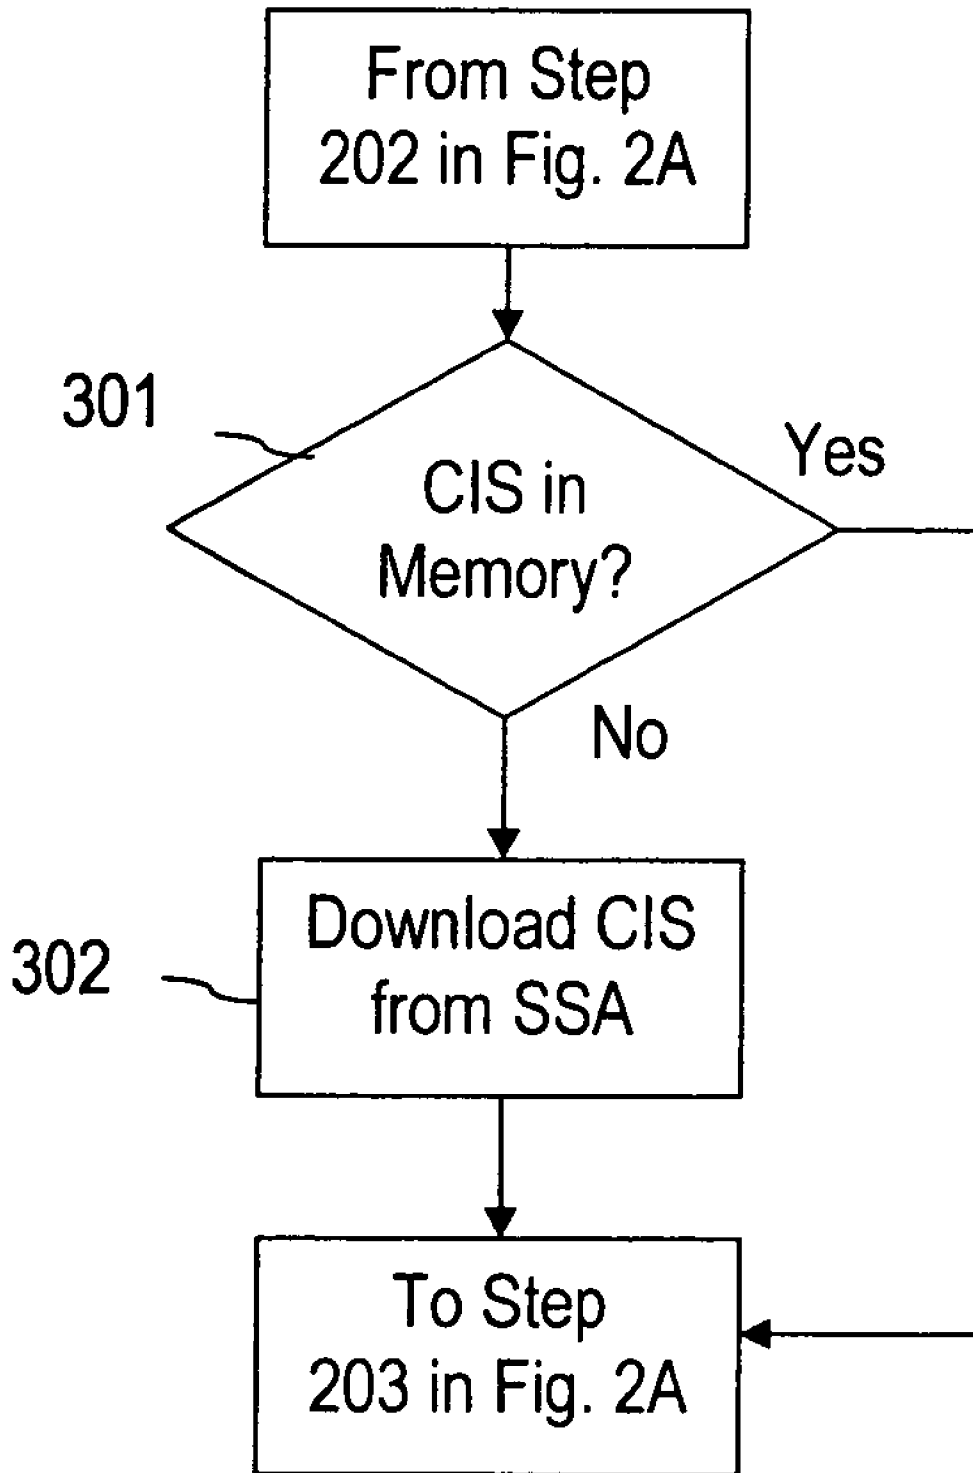 From Step
202 in Fig. 2A
301
CIS in
Memory?
Yes
No
302
Download CIS
from SSA
To Step
203 in Fig. 2A